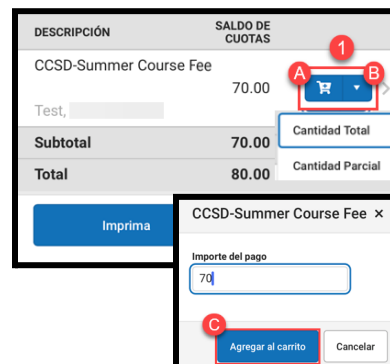 DESCRIPCIÓN SALDO DE CUOTAS
1
CCSD-Summer Course Fee
A B
70.00
Test,
Cantidad Total
Subtotal 70.00
Cantidad Parcial
Total 80.00
Imprima
CCSD-Summer Course Fee ×
Importe del pago
70
C
Agregar al carrito Cancelar